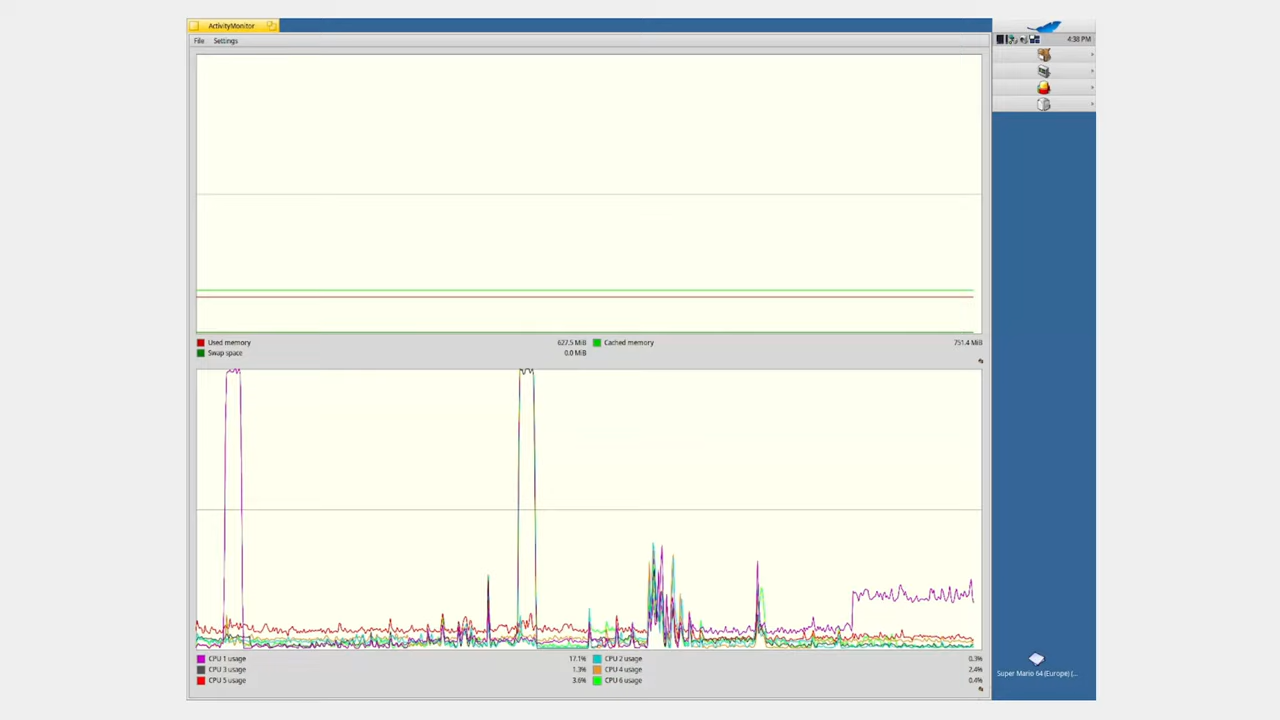 ActivityMonitor
File Settings
4:38 PM
Used memory 627.5 MiB Cached memory 751.4 MiB
Swap space 0.0 MiB
CPU 1 usage 17.1% CPU 2 usage 0.3%
CPU 3 usage 1.3% CPU 4 usage 2.4%
CPU 5 usage 3.6% CPU 6 usage 0.4%
Super Mario 64 (Europe) (...